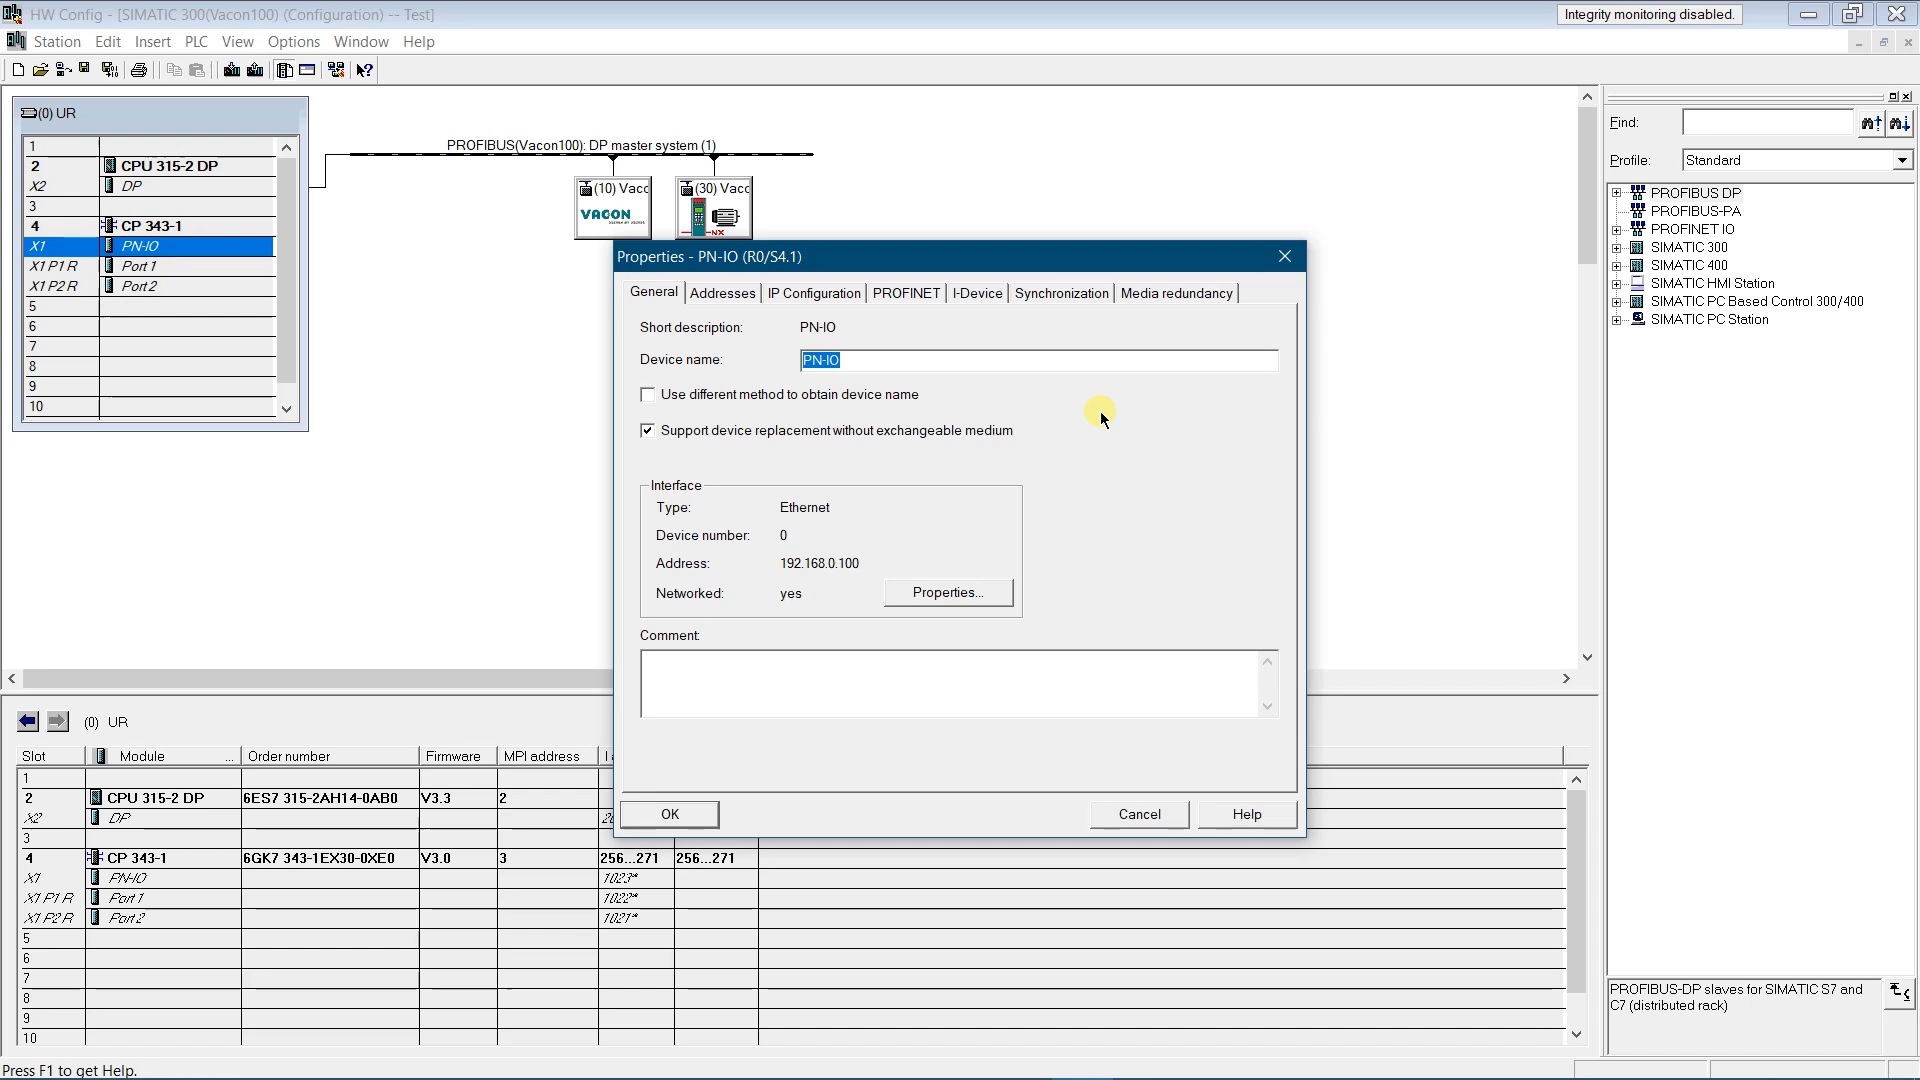 HW Config - [SIMATIC 300(Vacon100) (Configuration) -- Test]
Integrity monitoring disabled.
Station Edit Insert PLC View Options Window Help
(0) UR
1
2 CPU 315-2 DP
X2 DP
3
4 CP 343-1
X1 PN-IO
X1 P1 R Port 1
X1 P2 R Port 2
5
6
7
8
9
10
PROFIBUS(Vacon100): DP master system (1)
(10) Vacc
VACON
(30) Vacc
NX
Find:
Profile: Standard
PROFIBUS DP
PROFIBUS-PA
PROFINET IO
SIMATIC 300
SIMATIC 400
SIMATIC HMI Station
SIMATIC PC Based Control 300/400
SIMATIC PC Station
Properties - PN-IO (R0/S4.1)
General Addresses IP Configuration PROFINET I-Device Synchronization Media redundancy
Short description: PN-IO
Device name: PN-IO
Use different method to obtain device name
Support device replacement without exchangeable medium
Interface
Type: Ethernet
Device number: 0
Address: 192.168.0.100
Networked: yes Properties...
Comment:
OK Cancel Help
(0) UR
Slot Module ... Order number Firmware MPI address
1
2 CPU 315-2 DP 6ES7 315-2AH14-0AB0 V3.3 2
X2 DP
3
4 CP 343-1 6GK7 343-1EX30-0XE0 V3.0 3 256...271 256...271
X1 PN-IO 1023*
X1 P1 R Port 1 1022*
X1 P2 R Port 2 1021*
5
6
7
8
9
10
PROFIBUS-DP slaves for SIMATIC S7 and
C7 (distributed rack)
Press F1 to get Help.